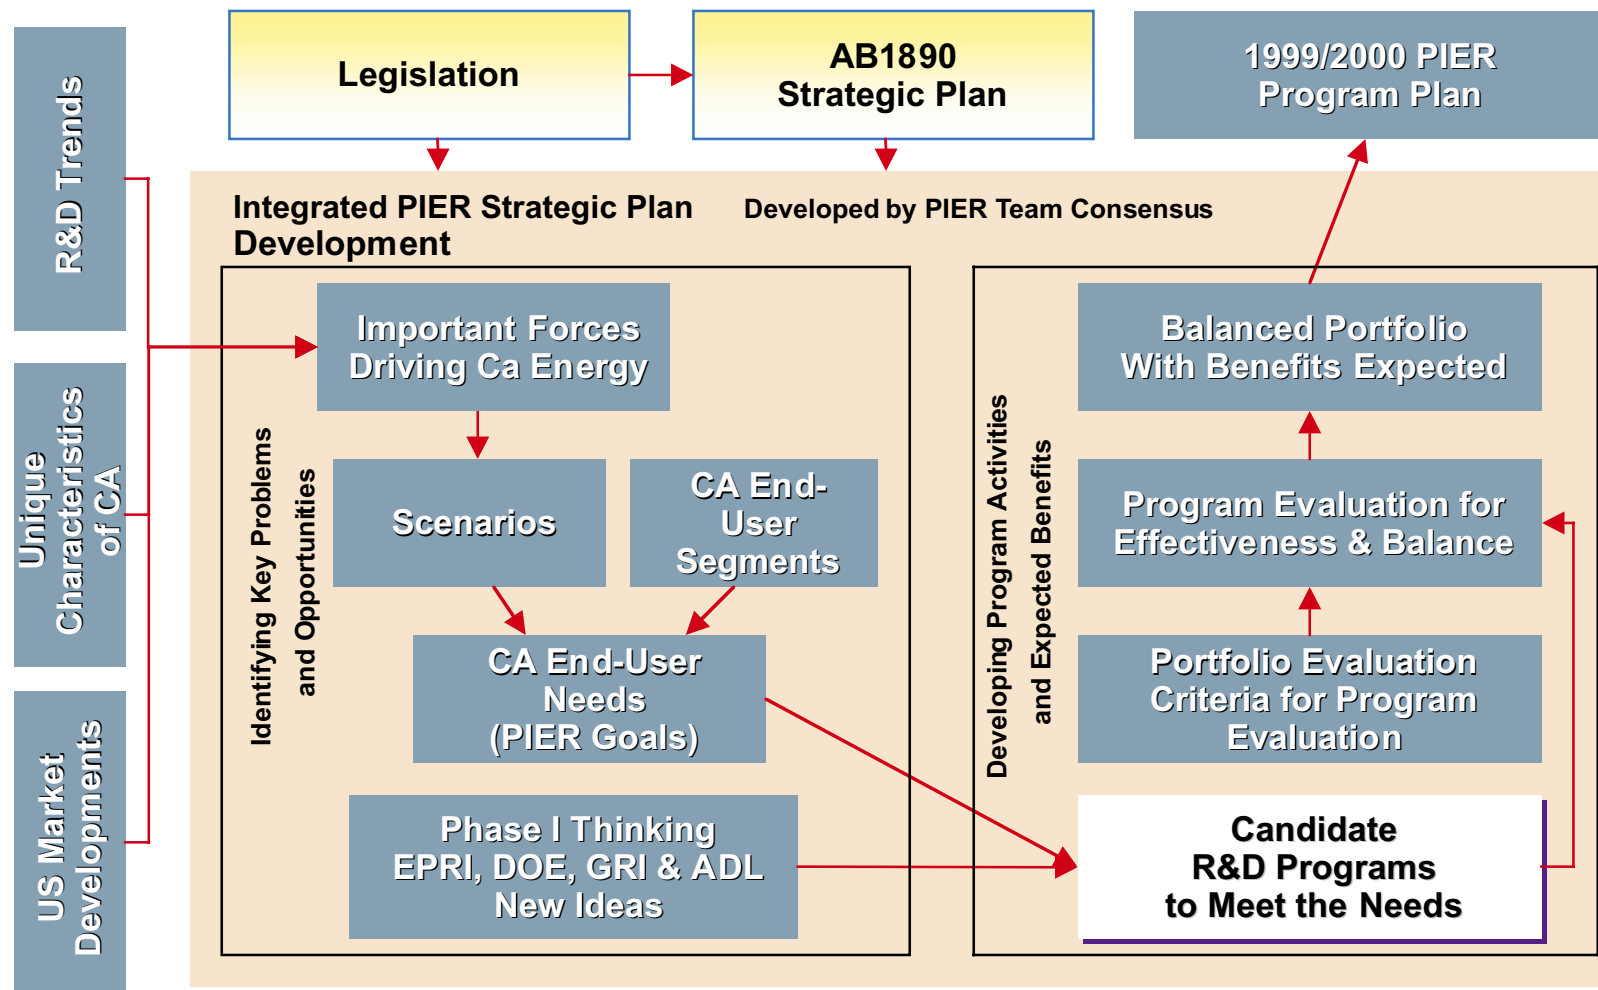 Legislation
AB1890
Strategic Plan
1999/2000 PIER
Program Plan
R&D Trends
Unique
Characteristics
of CA
US Market
Developments
Integrated PIER Strategic Plan
Development
Developed by PIER Team Consensus
Identifying Key Problems
and Opportunities
Important Forces
Driving Ca Energy
Scenarios
CA End-
User
Segments
CA End-User
Needs
(PIER Goals)
Phase I Thinking
EPRI, DOE, GRI & ADL
New Ideas
Developing Program Activities
and Expected Benefits
Balanced Portfolio
With Benefits Expected
Program Evaluation for
Effectiveness & Balance
Portfolio Evaluation
Criteria for Program
Evaluation
Candidate
R&D Programs
to Meet the Needs